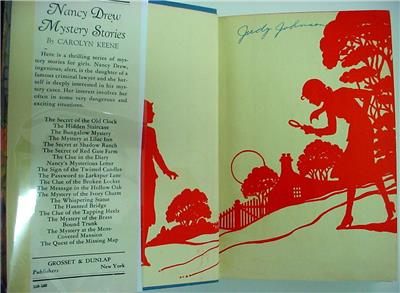 Nancy Drew
Mystery Stories
By CAROLYN KEENE
Here is a thrilling series of mys-
tery stories for girls. Nancy Drew,
ingenious, alert, is the daughter of a
famous criminal lawyer and she her-
self is deeply interested in his mys-
tery cases. Her interest involves her
often in some very dangerous and
exciting situations.
The Secret of the Old Clock
The Hidden Staircase
The Bungalow Mystery
The Mystery at Lilac Inn
The Secret at Shadow Ranch
The Secret of Red Gate Farm
The Clue in the Diary
Nancy's Mysterious Letter
The Sign of the Twisted Candles
The Password to Larkspur Lane
The Clue of the Broken Locket
The Message in the Hollow Oak
The Mystery of the Ivory Charm
The Whispering Statue
The Haunted Bridge
The Clue of the Tapping Heels
The Mystery of the Brass
Bound Trunk
The Mystery at the Moss-
Covered Mansion
The Quest of the Missing Map
GROSSET & DUNLAP
Publishers New York
Judy Johnson